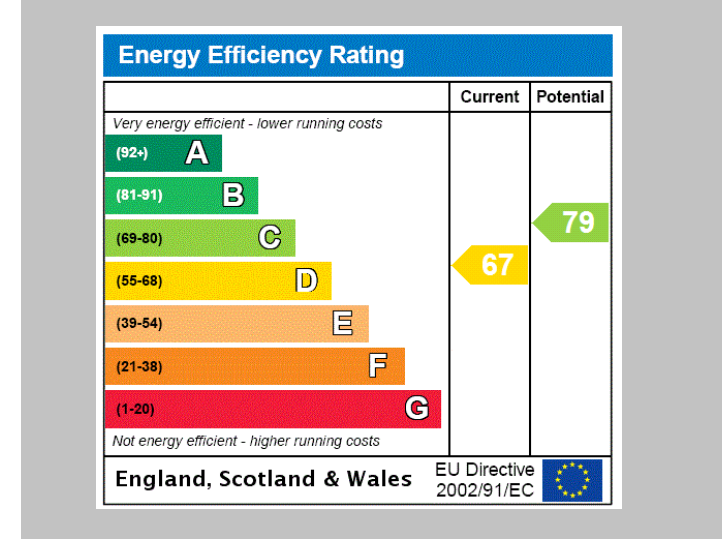 Energy Efficiency Rating
Current Potential
Very energy efficient - lower running costs
(92+) A
(81-91) B
(69-80) C
79
(55-68) D
67
(39-54) E
(21-38) F
(1-20) G
Not energy efficient - higher running costs
England, Scotland & Wales
EU Directive
2002/91/EC